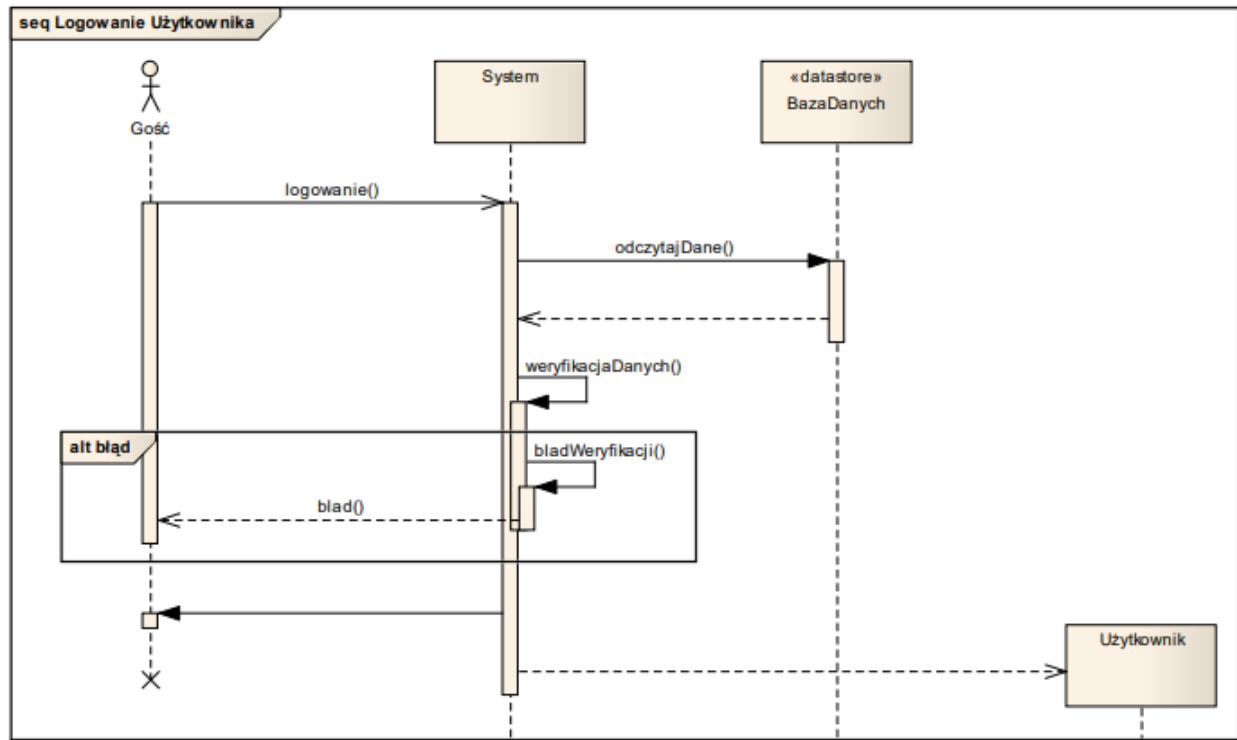 seq Logowanie Użytkownika
Gość
System
«datastore»
BazaDanych
logowanie()
odczytajDane()
weryfikacjaDanych()
alt błąd
bladWeryfikacji()
blad()
Użytkownik